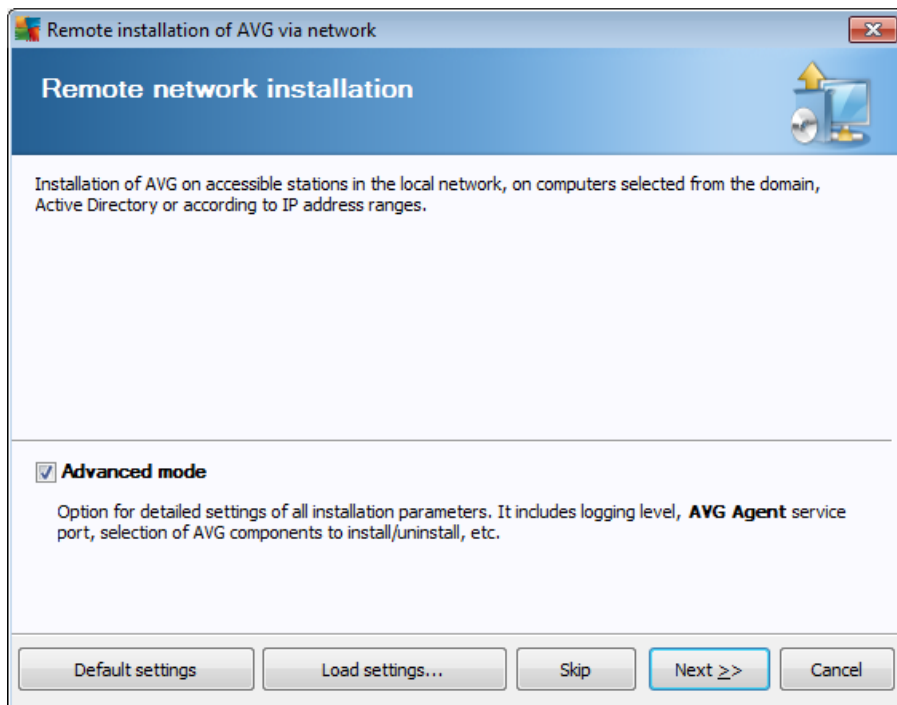 Remote installation of AVG via network
Remote network installation
Installation of AVG on accessible stations in the local network, on computers selected from the domain,
Active Directory or according to IP address ranges.
Advanced mode
Option for detailed settings of all installation parameters. It includes logging level, AVG Agent service
port, selection of AVG components to install/uninstall, etc.
Default settings
Load settings...
Skip
Next >>
Cancel